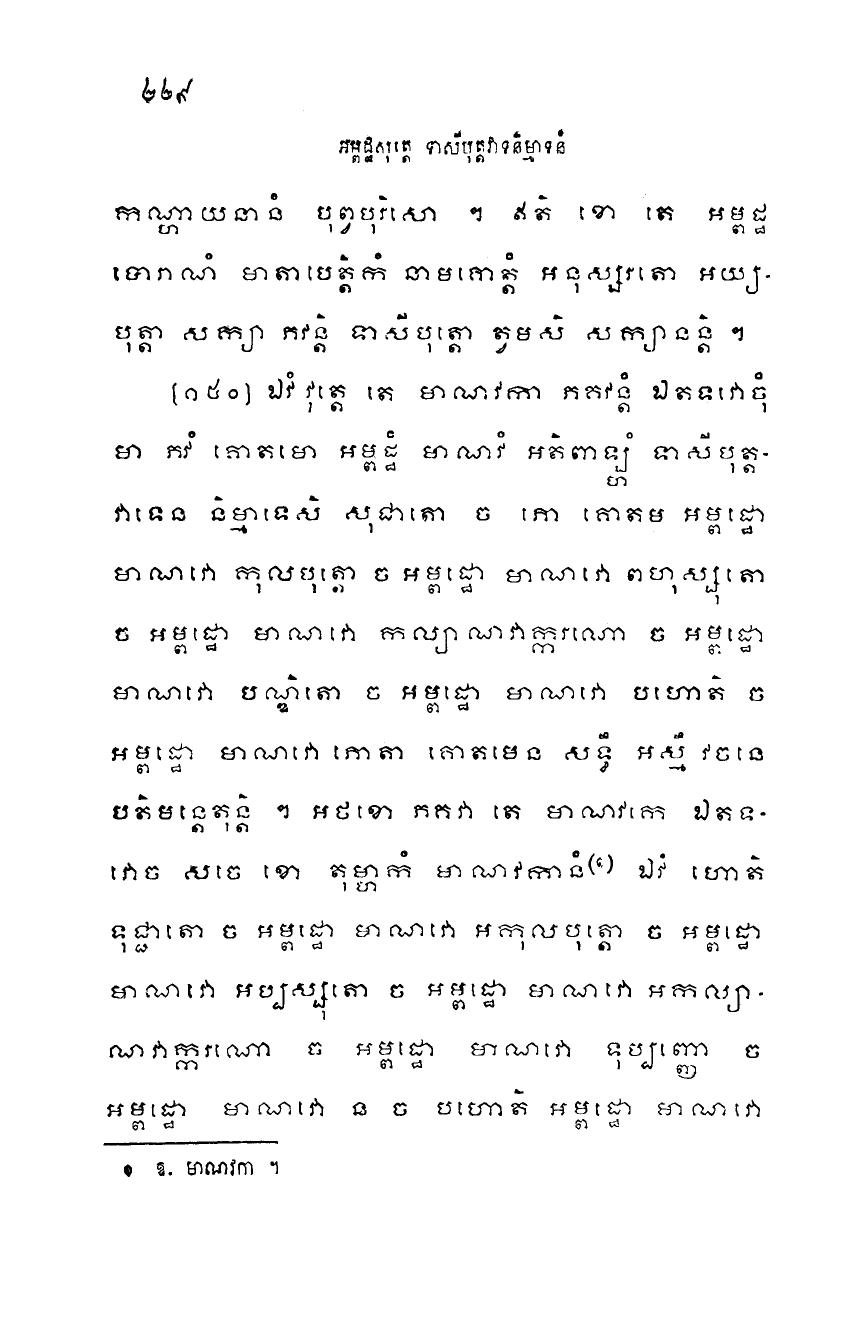 ២២៩
អម្ពដ្ឋសុត្តេ ទាសីបុត្តវាទនិម្មាទនំ
កណ្ហាយនានំ បុព្វបុរិសោ ។ ឥតិ ខោ តេ អម្ពដ្ឋ
បោរាណំ មាតាបេត្តិកំ នាមគោត្តំ អនុស្សរតោ អយ្យ-
បុត្តា សក្យា ភវន្តិ ទាសីបុត្តោ ត្វមសិ សក្យានន្តិ ។
[១៥០] ឯវំ វុត្តេ តេ មាណវកា ភគវន្តំ ឯតទវោចុំ
មា ភវំ គោតមោ អម្ពដ្ឋំ មាណវំ អតិពាឡ្ហំ ទាសីបុត្ត-
វាទេន និម្មាទេសិ សុជាតោ ច ភោ គោតម អម្ពដ្ឋោ
មាណវោ កុលបុត្តោ ច អម្ពដ្ឋោ មាណវោ ពហុស្សុតោ
ច អម្ពដ្ឋោ មាណវោ កល្យាណវាក្ករណោ ច អម្ពដ្ឋោ
មាណវោ បណ្ឌិតោ ច អម្ពដ្ឋោ មាណវោ បហោតិ ច
អម្ពដ្ឋោ មាណវោ ភោតា គោតមេន សទ្ធឹ អស្មឹ វចនេ
បតិមន្តេតុន្តិ ។ អថខោ ភគវា តេ មាណវកេ ឯតទ-
វោច សចេ ខោ តុម្ហាកំ មាណវកានំ(១) ឯវំ ហោតិ
ទុជ្ជាតោ ច អម្ពដ្ឋោ មាណវោ អកុលបុត្តោ ច អម្ពដ្ឋោ
មាណវោ អប្បស្សុតោ ច អម្ពដ្ឋោ មាណវោ អកល្យា-
ណវាក្ករណោ ច អម្ពដ្ឋោ មាណវោ ទុប្បញ្ញោ ច
អម្ពដ្ឋោ មាណវោ ន ច បហោតិ អម្ពដ្ឋោ មាណវោ
១ ឱ. មាណវកា ។